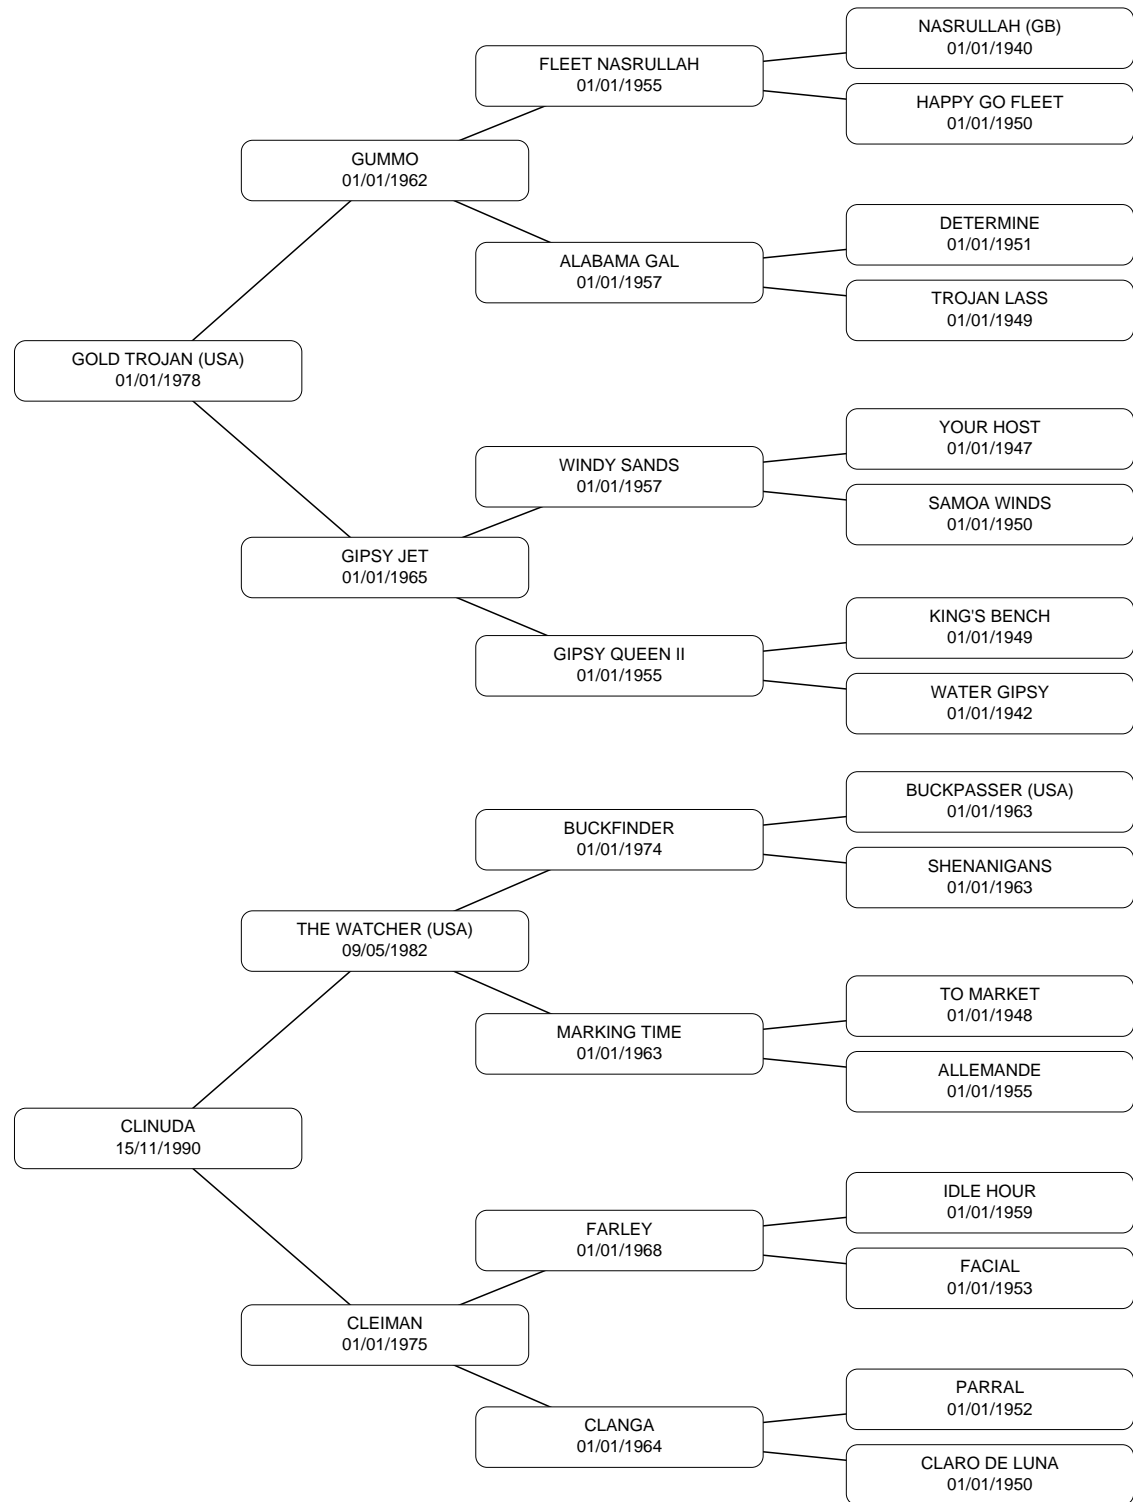 NASRULLAH (GB)
01/01/1940
FLEET NASRULLAH
01/01/1955
HAPPY GO FLEET
01/01/1950
GUMMO
01/01/1962
DETERMINE
01/01/1951
ALABAMA GAL
01/01/1957
TROJAN LASS
01/01/1949
GOLD TROJAN (USA)
01/01/1978
YOUR HOST
01/01/1947
WINDY SANDS
01/01/1957
SAMOA WINDS
01/01/1950
GIPSY JET
01/01/1965
KING'S BENCH
01/01/1949
GIPSY QUEEN II
01/01/1955
WATER GIPSY
01/01/1942
BUCKPASSER (USA)
01/01/1963
BUCKFINDER
01/01/1974
SHENANIGANS
01/01/1963
THE WATCHER (USA)
09/05/1982
TO MARKET
01/01/1948
MARKING TIME
01/01/1963
ALLEMANDE
01/01/1955
CLINUDA
15/11/1990
IDLE HOUR
01/01/1959
FARLEY
01/01/1968
FACIAL
01/01/1953
CLEIMAN
01/01/1975
PARRAL
01/01/1952
CLANGA
01/01/1964
CLARO DE LUNA
01/01/1950